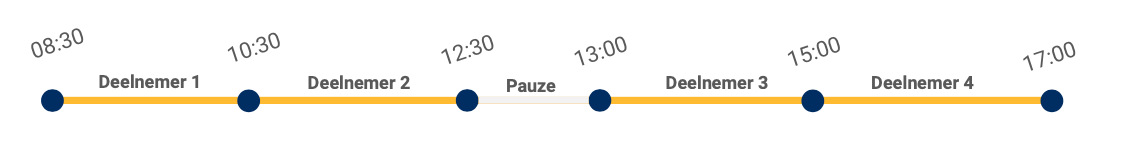 08:30
10:30
12:30
13:00
15:00
17:00
Deelnemer 1
Deelnemer 2
Pauze
Deelnemer 3
Deelnemer 4